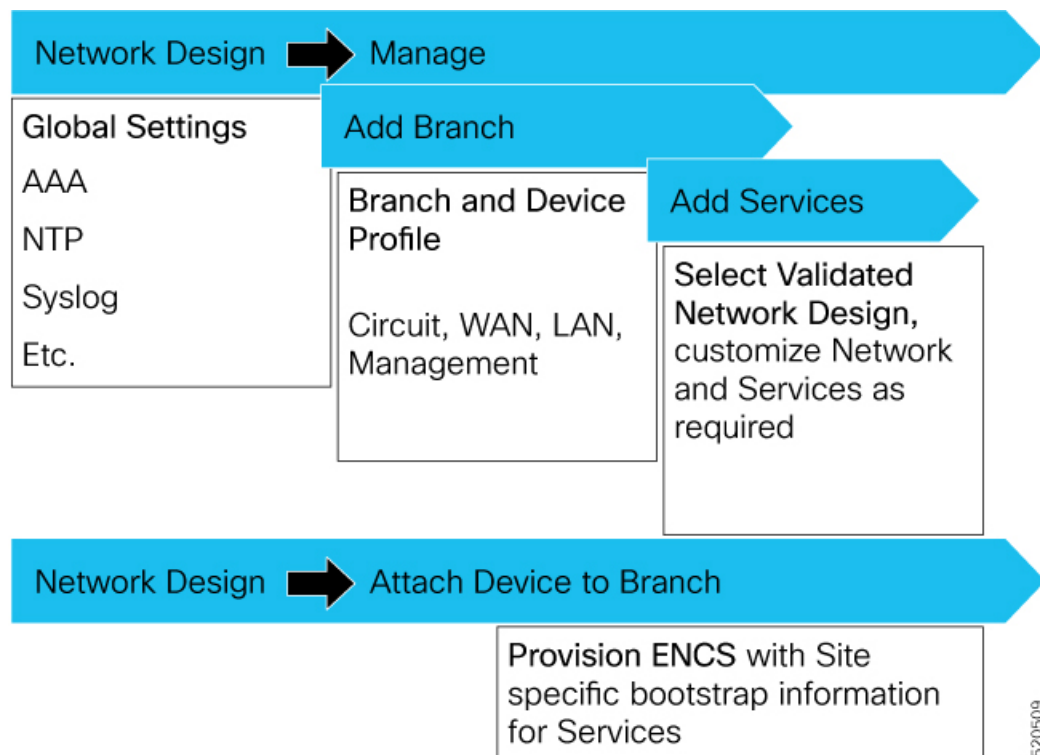 Network Design Manage
Global Settings
AAA
NTP
Syslog
Etc.
Add Branch
Branch and Device
Profile
Circuit, WAN, LAN,
Management
Add Services
Select Validated
Network Design,
customize Network
and Services as
required
Network Design Attach Device to Branch
Provision ENCS with Site
specific bootstrap information
for Services
520509